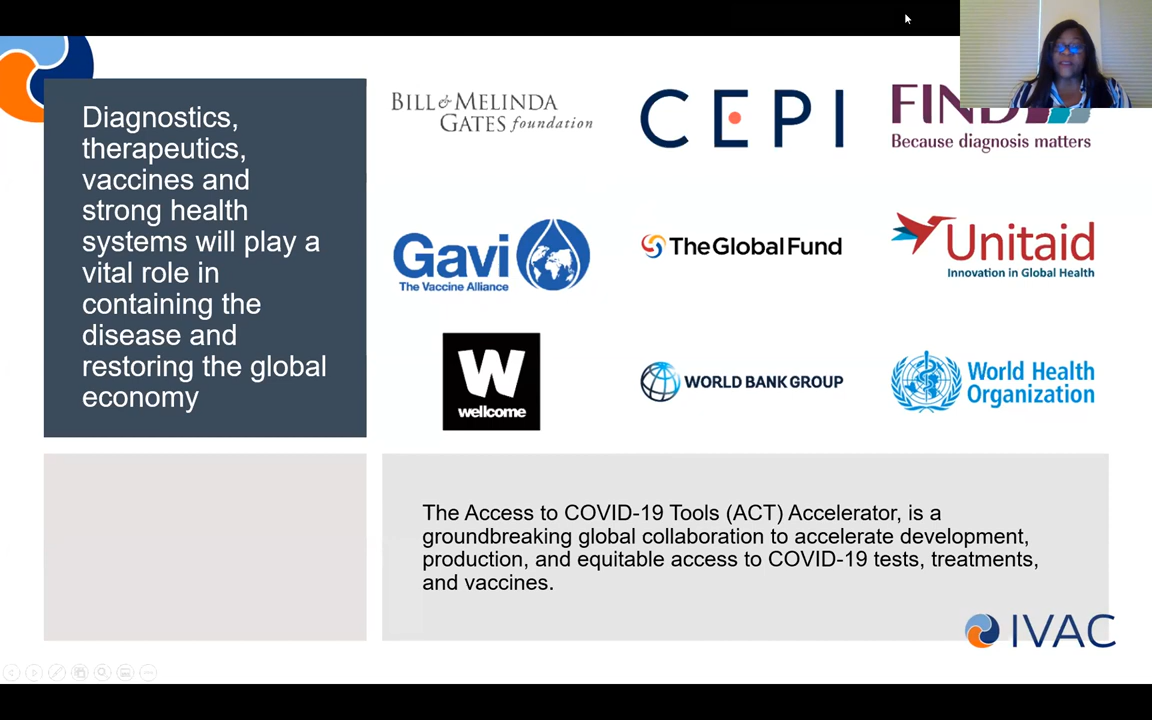 Diagnostics,
therapeutics,
vaccines and
strong health
systems will play a
vital role in
containing the
disease and
restoring the global
economy
BILL & MELINDA
GATES foundation
CEPI
FIND
Because diagnosis matters
Gavi
The Vaccine Alliance
The Global Fund
Unitaid
Innovation in Global Health
W
wellcome
WORLD BANK GROUP
World Health
Organization
The Access to COVID-19 Tools (ACT) Accelerator, is a
groundbreaking global collaboration to accelerate development,
production, and equitable access to COVID-19 tests, treatments,
and vaccines.
IVAC